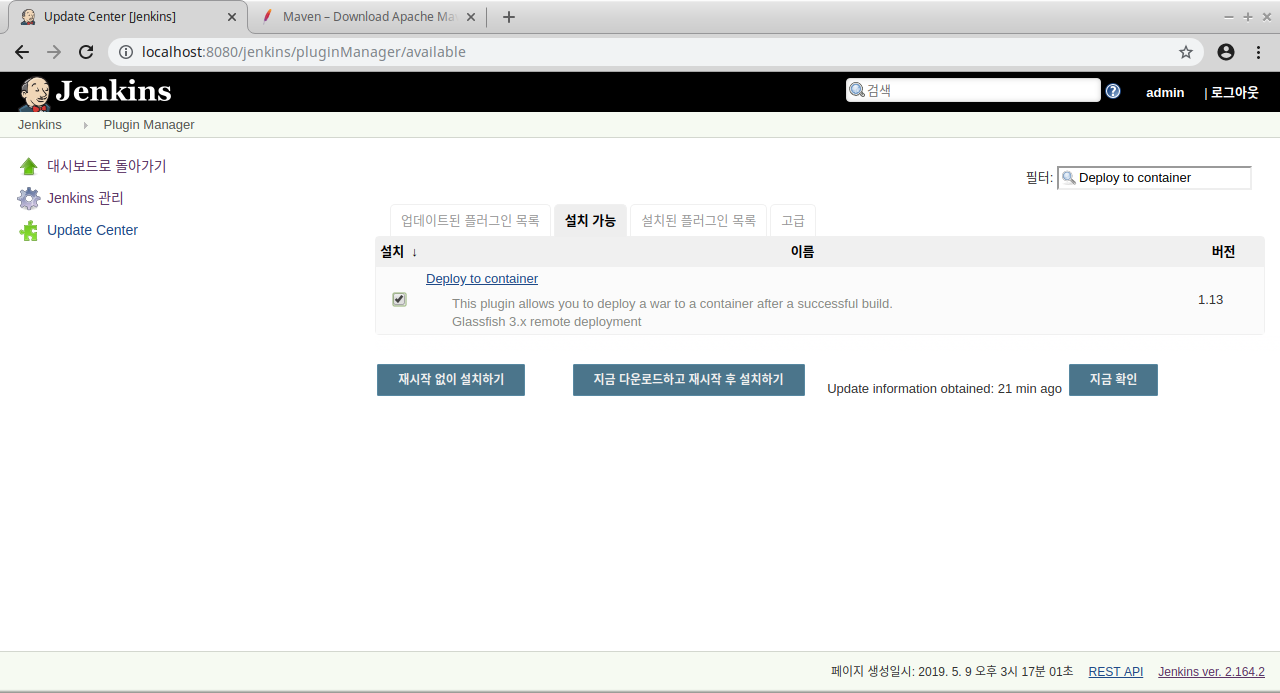 Update Center [Jenkins]
Maven – Download Apache Ma
localhost:8080/jenkins/pluginManager/available
Jenkins
검색
admin
| 로그아웃
Jenkins
Plugin Manager
대시보드로 돌아가기
Jenkins 관리
Update Center
필터: Deploy to container
업데이트된 플러그인 목록
설치 가능
설치된 플러그인 목록
고급
설치 ↓
이름
버전
Deploy to container
This plugin allows you to deploy a war to a container after a successful build.
Glassfish 3.x remote deployment
1.13
재시작 없이 설치하기
지금 다운로드하고 재시작 후 설치하기
Update information obtained: 21 min ago
지금 확인
페이지 생성일시: 2019. 5. 9 오후 3시 17분 01초
REST API
Jenkins ver. 2.164.2